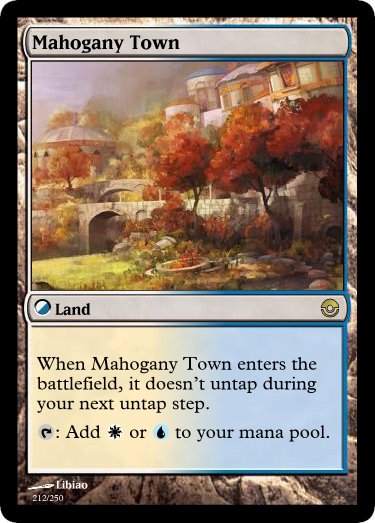 Mahogany Town
Land
When Mahogany Town enters the
battlefield, it doesn't untap during
your next untap step.
: Add or to your mana pool.
Libiao
212/250